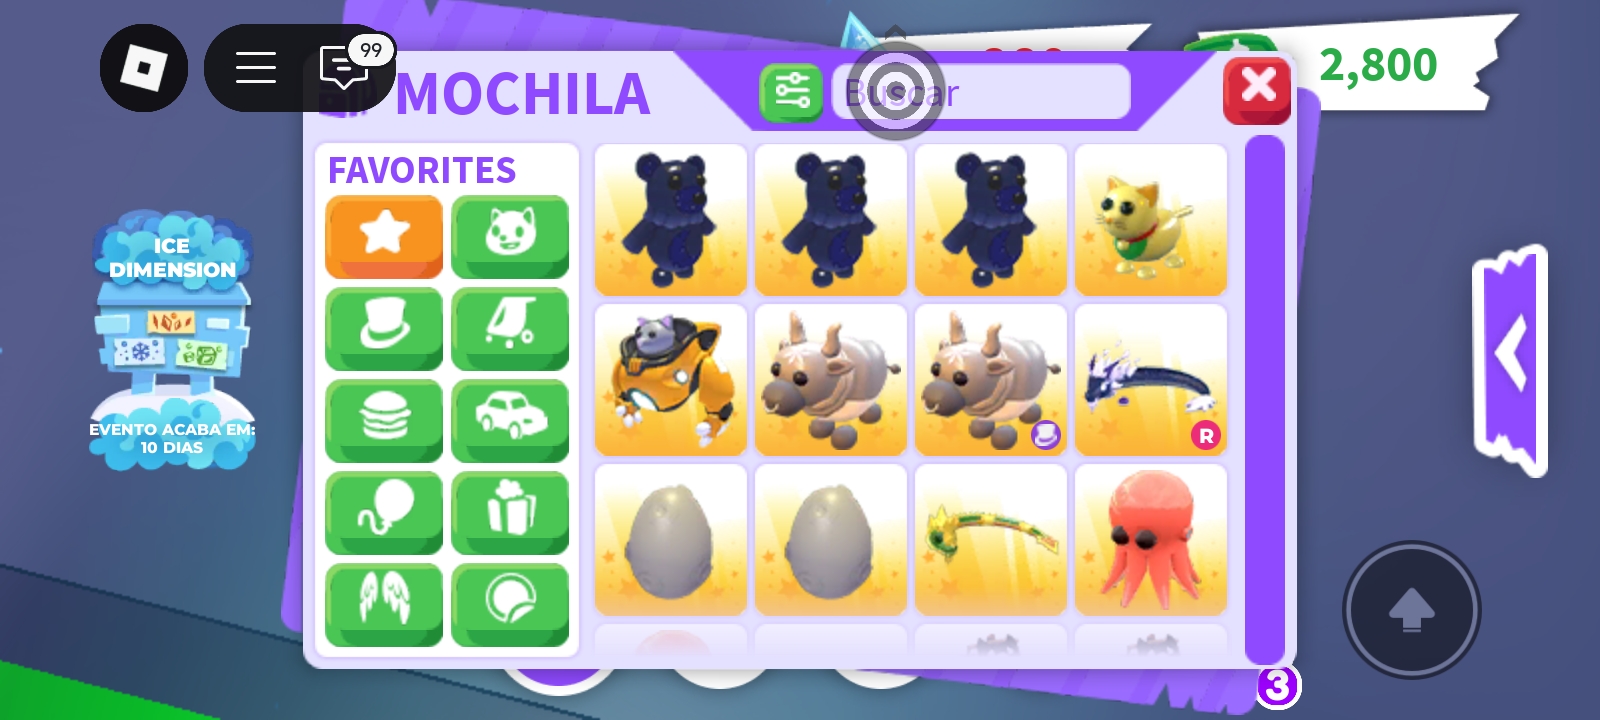 99
MOCHILA
Buscar
2,800
FAVORITES
ICE
DIMENSION
EVENTO ACABA EM:
10 DIAS
R
3